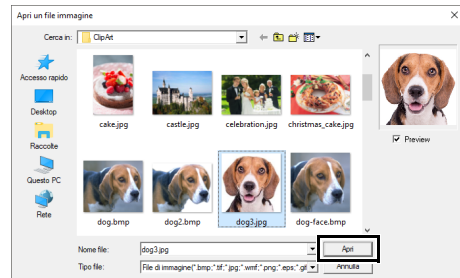 Apri un file immagine
Cerca in: ClipArt
Accesso rapido
Desktop
Raccolte
Questo PC
Rete
cake.jpg castle.jpg celebration.jpg christmas_cake.jpg
Preview
dog.bmp dog2.bmp dog3.jpg dog-face.bmp
Nome file: dog3.jpg Apri
Tipo file: File di immagine(*.bmp;*.tif;*.jpg;*.wmf;*.png;*.eps;*.gif Annulla